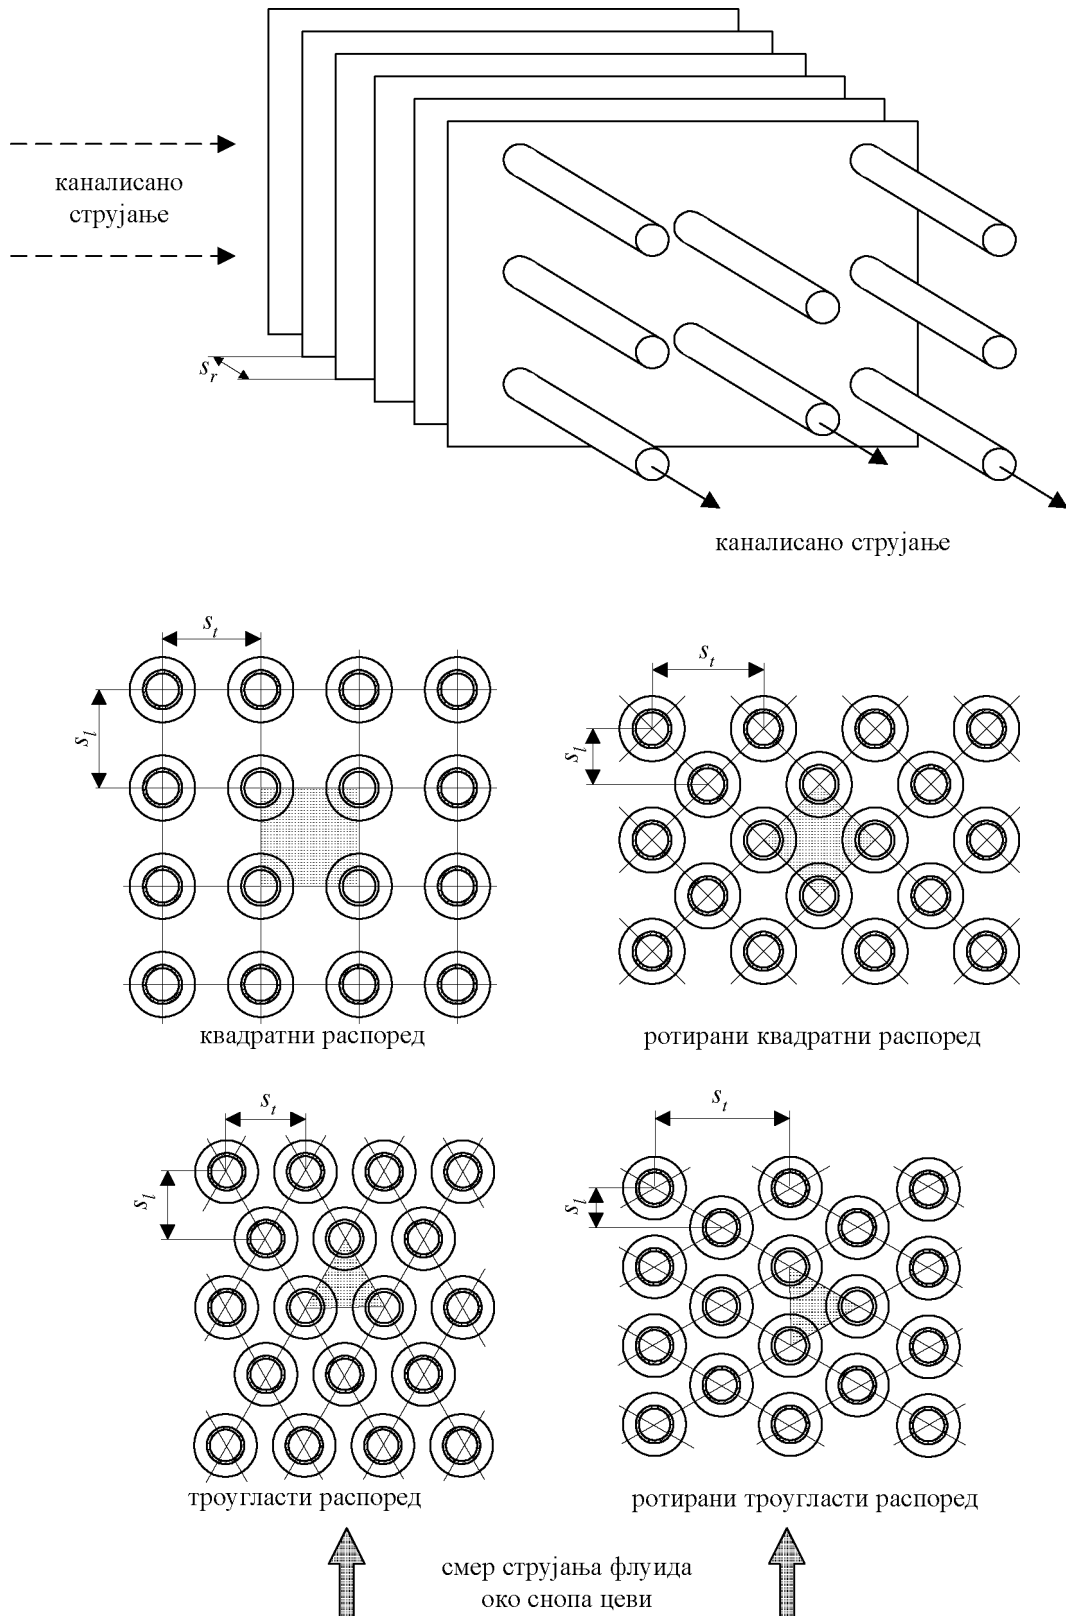 каналисано
струјање
s_r
каналисано струјање
s_t
s_l
s_t
s_l
квадратни распоред
ротирани квадратни распоред
s_t
s_l
s_t
s_l
троугласти распоред
ротирани троугласти распоред
смер струјања флуида
око снопа цеви